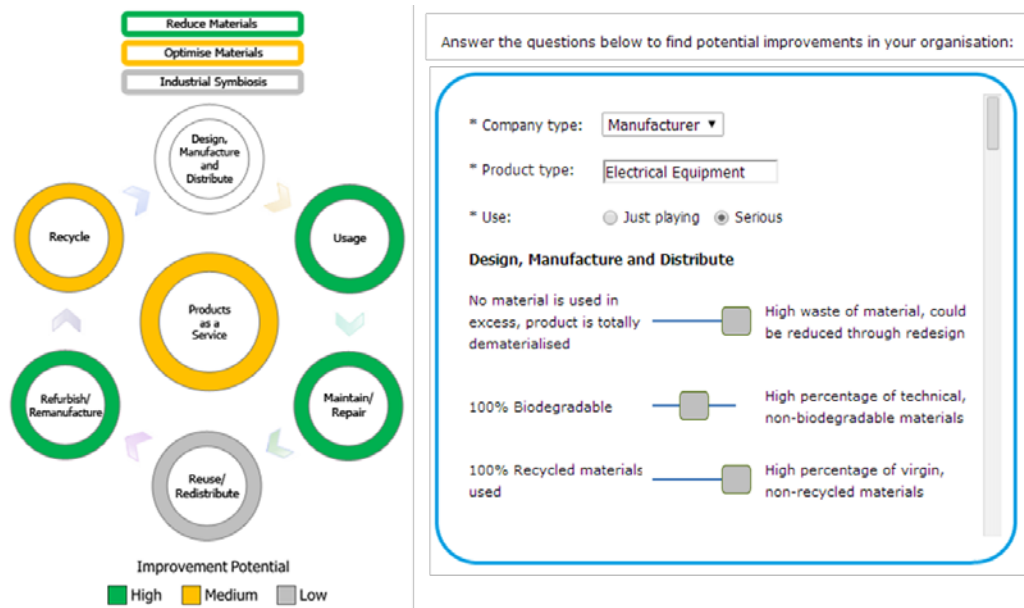 Reduce Materials
Optimise Materials
Industrial Symbiosis
Design,
Manufacture
and
Distribute
Recycle
Usage
Products
as a
Service
Refurbish/
Remanufacture
Maintain/
Repair
Reuse/
Redistribute
Improvement Potential
High
Medium
Low
Answer the questions below to find potential improvements in your organisation:
* Company type: Manufacturer ▼
* Product type: Electrical Equipment
* Use: Just playing Serious
Design, Manufacture and Distribute
No material is used in
excess, product is totally
dematerialised
High waste of material, could
be reduced through redesign
100% Biodegradable
High percentage of technical,
non-biodegradable materials
100% Recycled materials
used
High percentage of virgin,
non-recycled materials